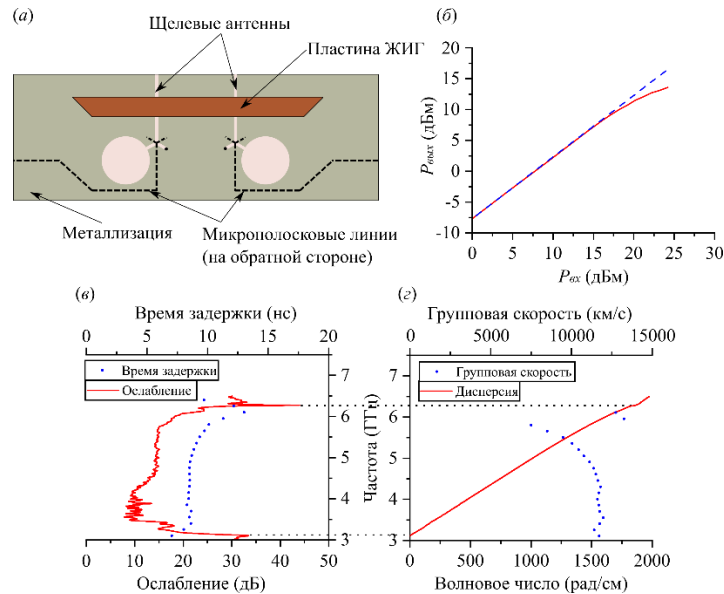 (а)
Щелевые антенны
Пластина ЖИГ
Металлизация
Микрополосковые линии
(на обратной стороне)
(б)
20
15
10
5
0
-5
-10
0 5 10 15 20 25 30
Pвых (дБм)
Pвх (дБм)
(в)
Время задержки (нс)
0 5 10 15 20
Время задержки
Ослабление
7
6
5
4
3
Частота (ГГц)
0 10 20 30 40 50
Ослабление (дБ)
(г)
Групповая скорость (км/с)
0 5000 10000 15000
Групповая скорость
Дисперсия
7
6
5
4
3
0 500 1000 1500 2000
Волновое число (рад/см)